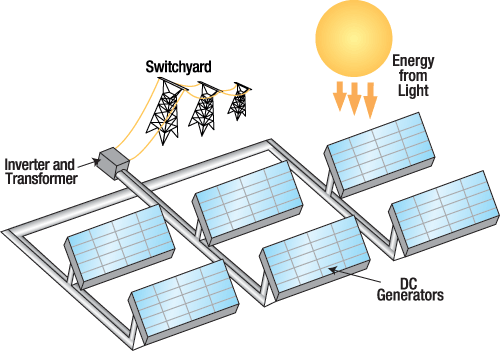 Switchyard
Energy
from
Light
Inverter and
Transformer
DC
Generators